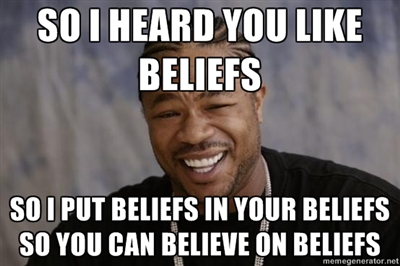 SO I HEARD YOU LIKE
BELIEFS
SO I PUT BELIEFS IN YOUR BELIEFS
SO YOU CAN BELIEVE ON BELIEFS
memegenerator.net